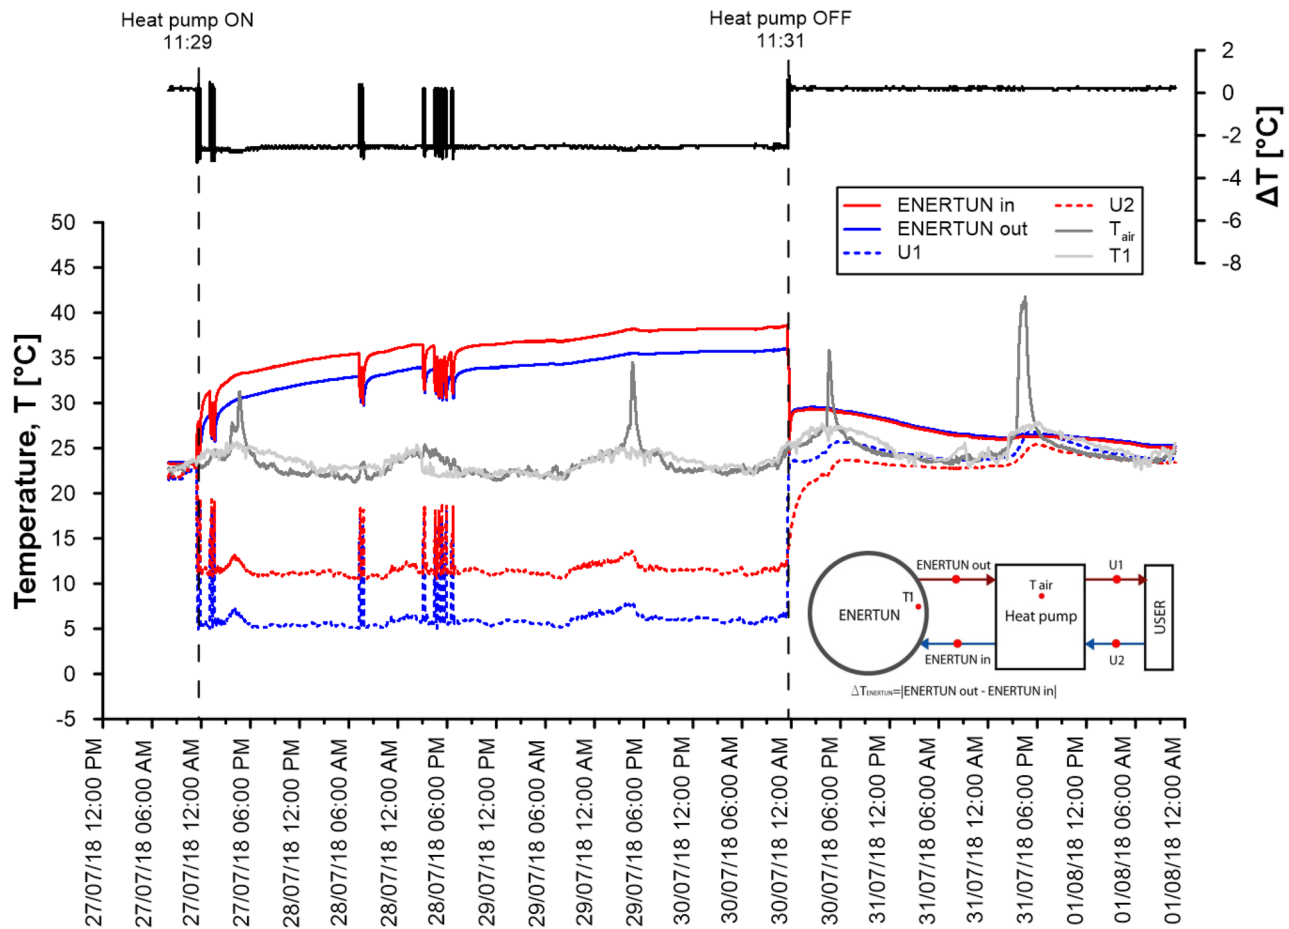 Heat pump ON
11:29
Heat pump OFF
11:31
2
0
-2
-4
-6
-8
ΔT [°C]
50
45
40
35
30
25
20
15
10
5
0
-5
Temperature, T [°C]
ENERTUN in
ENERTUN out
U1
U2
Tair
T1
ENERTUN out
U1
T1
T air
ENERTUN
Heat pump
USER
ENERTUN in
U2
ΔTENERTUN=|ENERTUN out - ENERTUN in|
27/07/18 12:00 PM
27/07/18 06:00 AM
27/07/18 12:00 AM
27/07/18 06:00 PM
28/07/18 12:00 PM
28/07/18 06:00 AM
28/07/18 12:00 AM
28/07/18 06:00 PM
29/07/18 12:00 PM
29/07/18 06:00 AM
29/07/18 12:00 AM
29/07/18 06:00 PM
30/07/18 12:00 PM
30/07/18 06:00 AM
30/07/18 12:00 AM
30/07/18 06:00 PM
31/07/18 12:00 PM
31/07/18 06:00 AM
31/07/18 12:00 AM
31/07/18 06:00 PM
01/08/18 12:00 PM
01/08/18 06:00 AM
01/08/18 12:00 AM